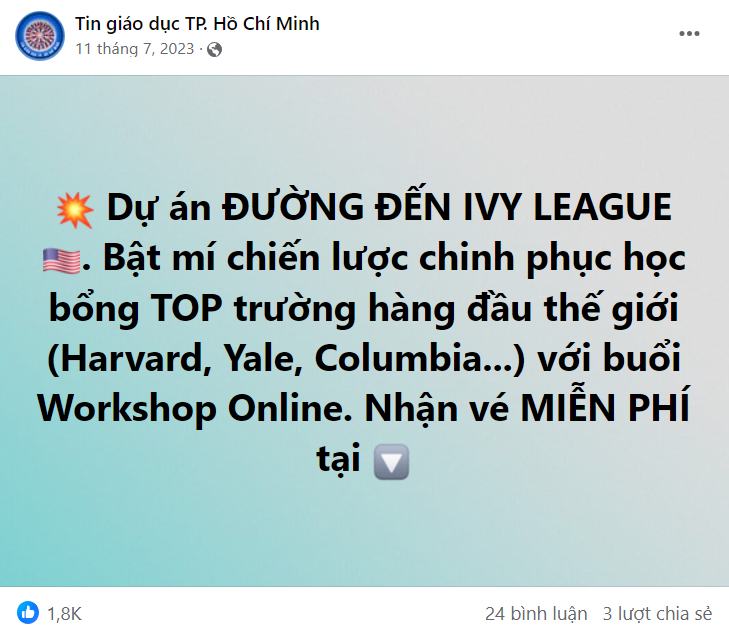 Tin giáo dục TP. Hồ Chí Minh
11 tháng 7, 2023 ·
💥 Dự án ĐƯỜNG ĐẾN IVY LEAGUE
🇺🇸. Bật mí chiến lược chinh phục học
bổng TOP trường hàng đầu thế giới
(Harvard, Yale, Columbia...) với buổi
Workshop Online. Nhận vé MIỄN PHÍ
tại 🔽
1,8K
24 bình luận 3 lượt chia sẻ